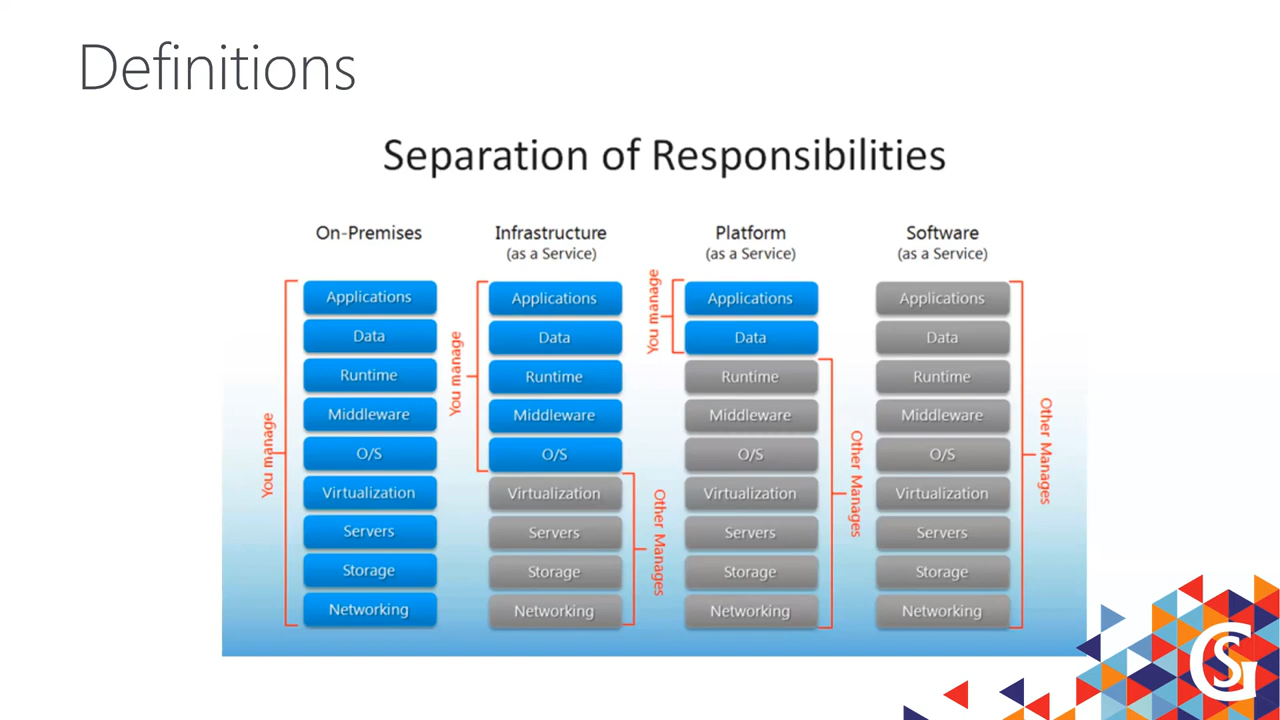 Definitions
Separation of Responsibilities
On-Premises
You manage
Applications
Data
Runtime
Middleware
O/S
Virtualization
Servers
Storage
Networking
Infrastructure
(as a Service)
You manage
Applications
Data
Runtime
Middleware
O/S
Virtualization
Servers
Storage
Networking
Other Manages
Platform
(as a Service)
You manage
Applications
Data
Runtime
Middleware
O/S
Virtualization
Servers
Storage
Networking
Other Manages
Software
(as a Service)
Applications
Data
Runtime
Middleware
O/S
Virtualization
Servers
Storage
Networking
Other Manages